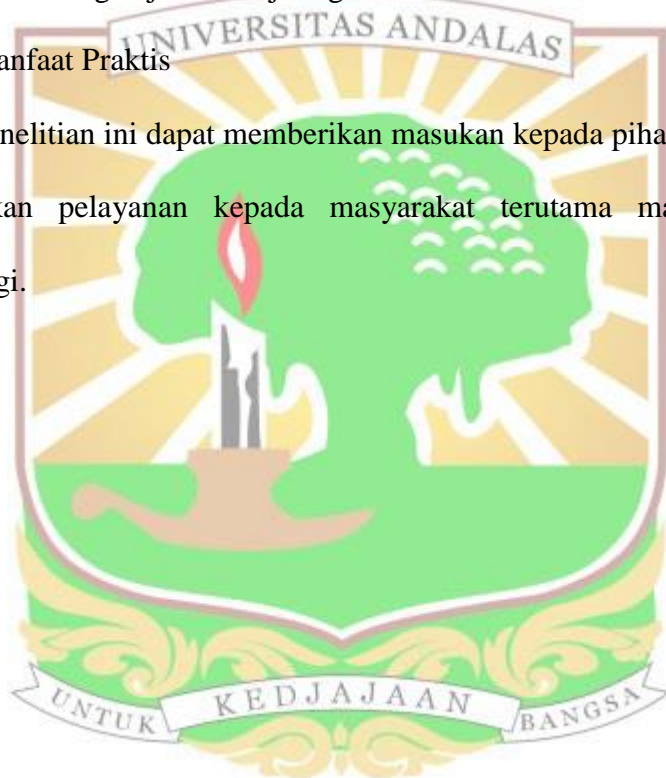 UNIVERSITAS ANDALAS
anfaat Praktis
nelitian ini dapat memberikan masukan kepada piha
kan pelayanan kepada masyarakat terutama ma
gi.
UNTUK KEDJAJAAN BANGSA